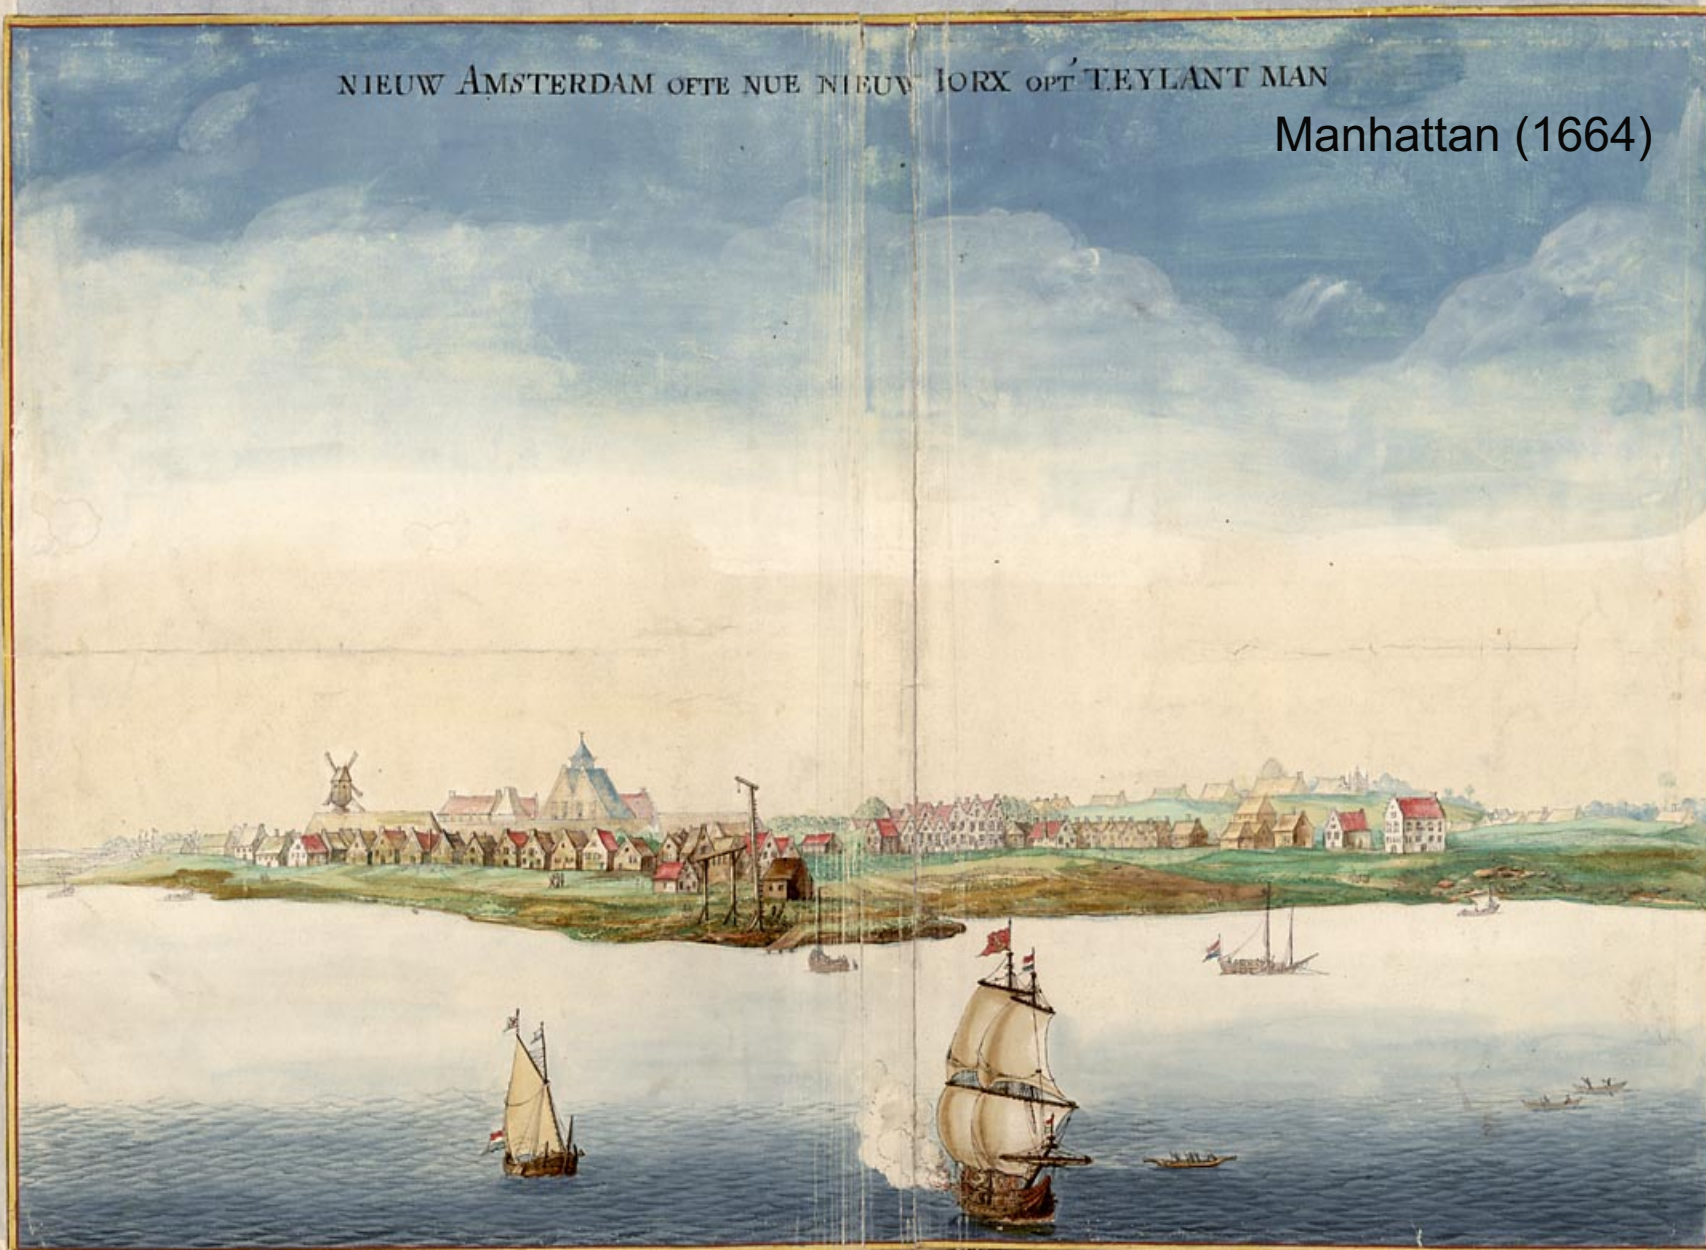 NIEUW AMSTERDAM OFTE NUE NIEUW IORX OPT' TEYLANT MAN
Manhattan (1664)